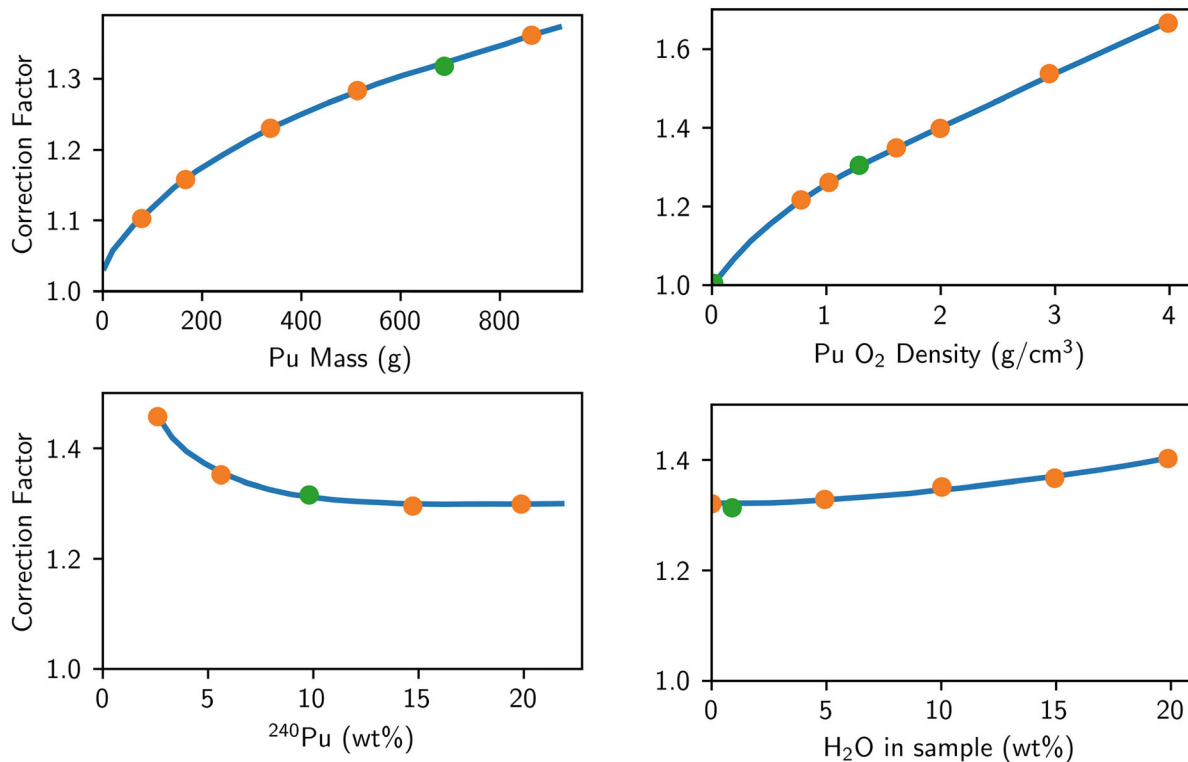 Correction Factor
1.3
1.2
1.1
1.0
0 200 400 600 800
Pu Mass (g)
1.6
1.4
1.2
1.0
0 1 2 3 4
Pu O₂ Density (g/cm³)
Correction Factor
1.4
1.2
1.0
0 5 10 15 20
²⁴⁰Pu (wt%)
1.4
1.2
1.0
0 5 10 15 20
H₂O in sample (wt%)